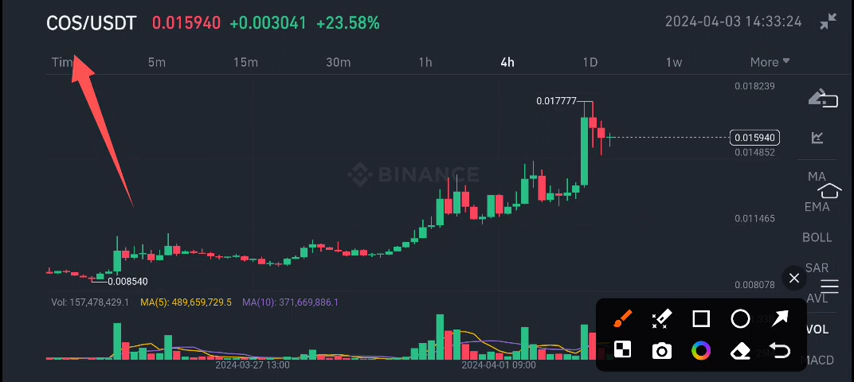 COS/USDT 0.015940 +0.003041 +23.58% 2024-04-03 14:33:24
Tim 5m 15m 30m 1h 4h 1D 1w More
0.018239
0.017777
0.015940
0.014852
BINANCE
MA
EMA
0.011465
BOLL
SAR
0.008540
0.008078
AVL
Vol: 157,478,429.1 MA(5): 489,659,729.5 MA(10): 371,669,886.1
VOL
MACD
2024-03-27 13:00 2024-04-01 09:00